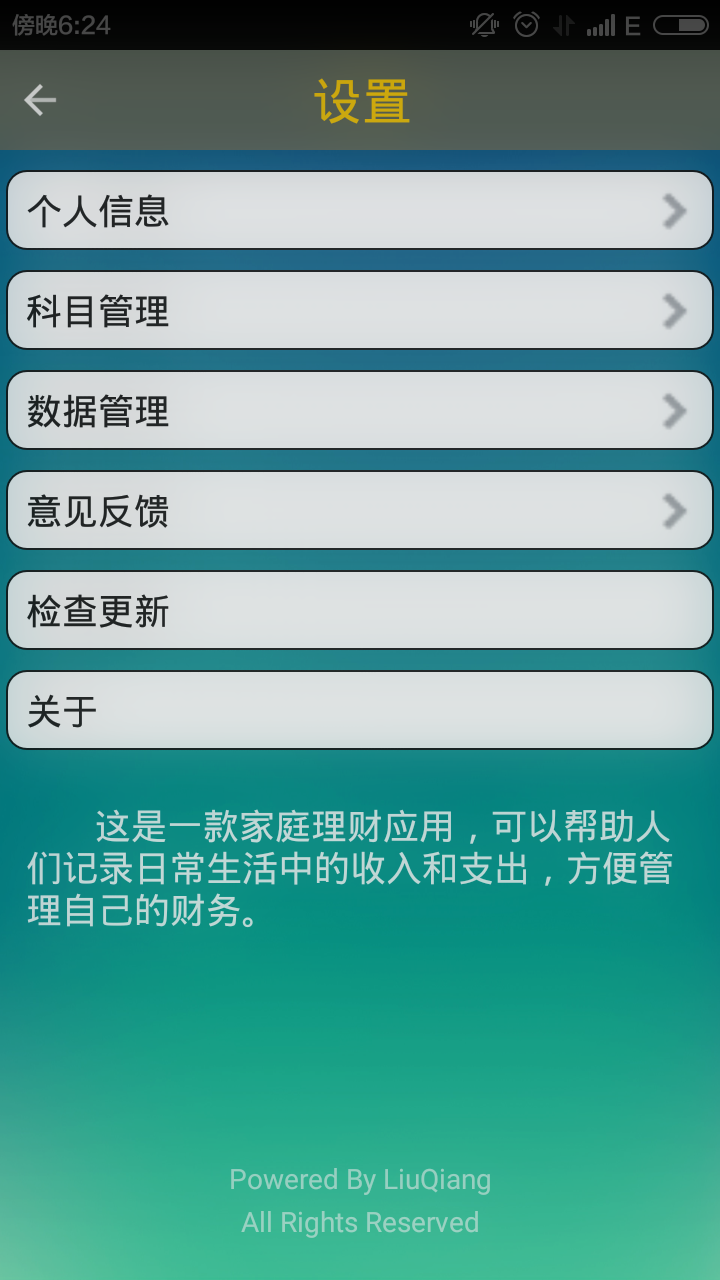 傍晚6:24
E
设置
个人信息
科目管理
数据管理
意见反馈
检查更新
关于
这是一款家庭理财应用，可以帮助人
们记录日常生活中的收入和支出，方便管
理自己的财务。
Powered By LiuQiang
All Rights Reserved